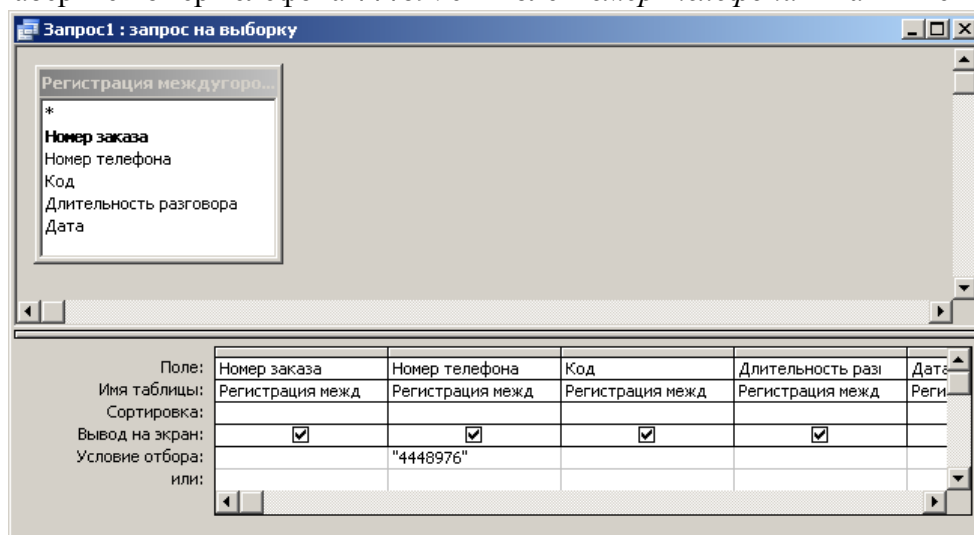 Запрос1 : запрос на выборку
Регистрация междугоро...
*
Номер заказа
Номер телефона
Код
Длительность разговора
Дата
Поле: Номер заказа Номер телефона Код Длительность разı Дата
Имя таблицы: Регистрация межд Регистрация межд Регистрация межд Регистрация межд Реги
Сортировка:
Вывод на экран:
Условие отбора: "4448976"
или: